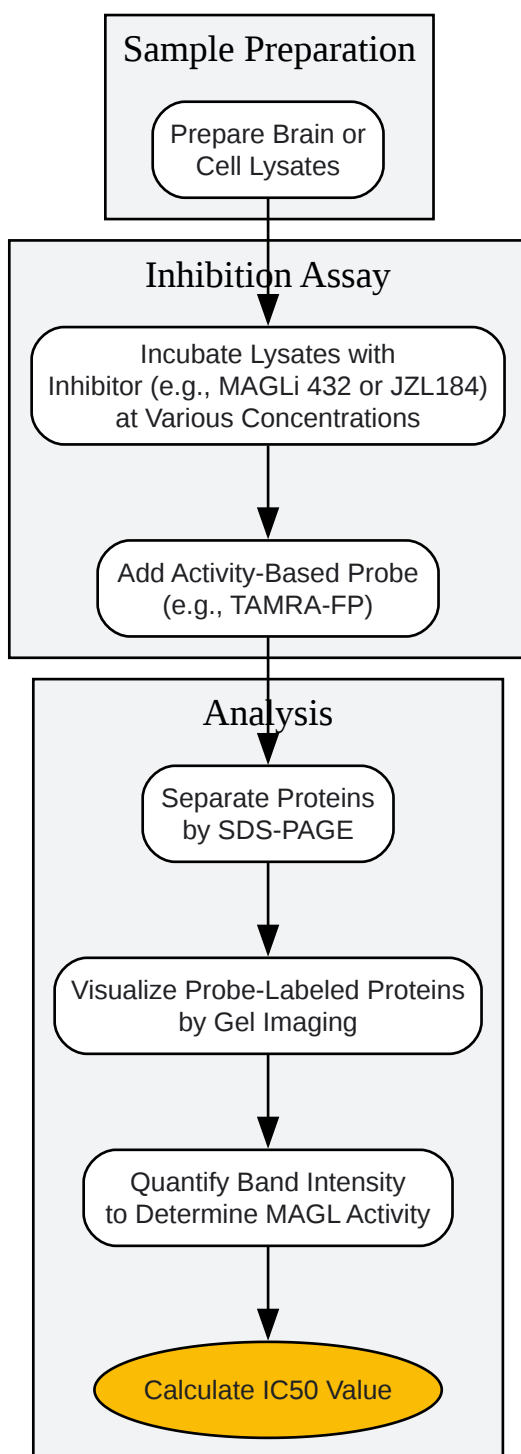 Sample Preparation
Prepare Brain or
Cell Lysates
Inhibition Assay
Incubate Lysates with
Inhibitor (e.g., MAGLi 432 or JZL184)
at Various Concentrations
Add Activity-Based Probe
(e.g., TAMRA-FP)
Analysis
Separate Proteins
by SDS-PAGE
Visualize Probe-Labeled Proteins
by Gel Imaging
Quantify Band Intensity
to Determine MAGL Activity
Calculate IC50 Value